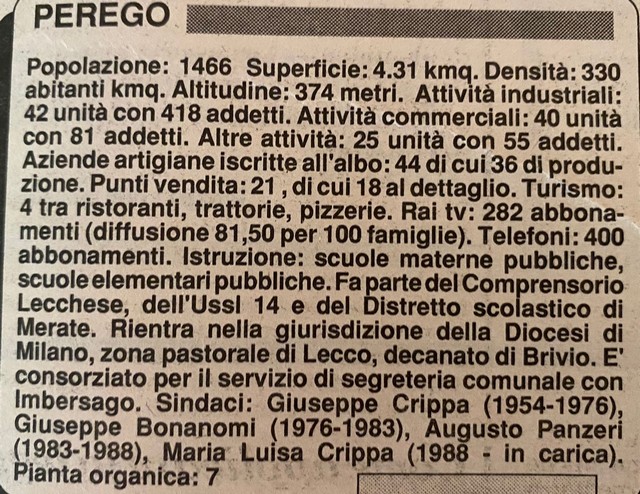 PEREGO
Popolazione: 1466 Superficie: 4.31 kmq. Densità: 330
abitanti kmq. Altitudine: 374 metri. Attività industriali:
42 unità con 418 addetti. Attività commerciali: 40 unità
con 81 addetti. Altre attività: 25 unità con 55 addetti.
Aziende artigiane iscritte all'albo: 44 di cui 36 di produ-
zione. Punti vendita: 21 , di cui 18 al dettaglio. Turismo:
4 tra ristoranti, trattorie, pizzerie. Rai tv: 282 abbona-
menti (diffusione 81,50 per 100 famiglie). Telefoni: 400
abbonamenti. Istruzione: scuole materne pubbliche,
scuole elementari pubbliche. Fa parte del Comprensorio
Lecchese, dell'Ussl 14 e del Distretto scolastico di
Merate. Rientra nella giurisdizione della Diocesi di
Milano, zona pastorale di Lecco, decanato di Brivio. E'
consorziato per il servizio di segreteria comunale con
Imbersago. Sindaci: Giuseppe Crippa (1954-1976),
Giuseppe Bonanomi (1976-1983), Augusto Panzeri
(1983-1988), Maria Luisa Crippa (1988 - in carica).
Pianta organica: 7